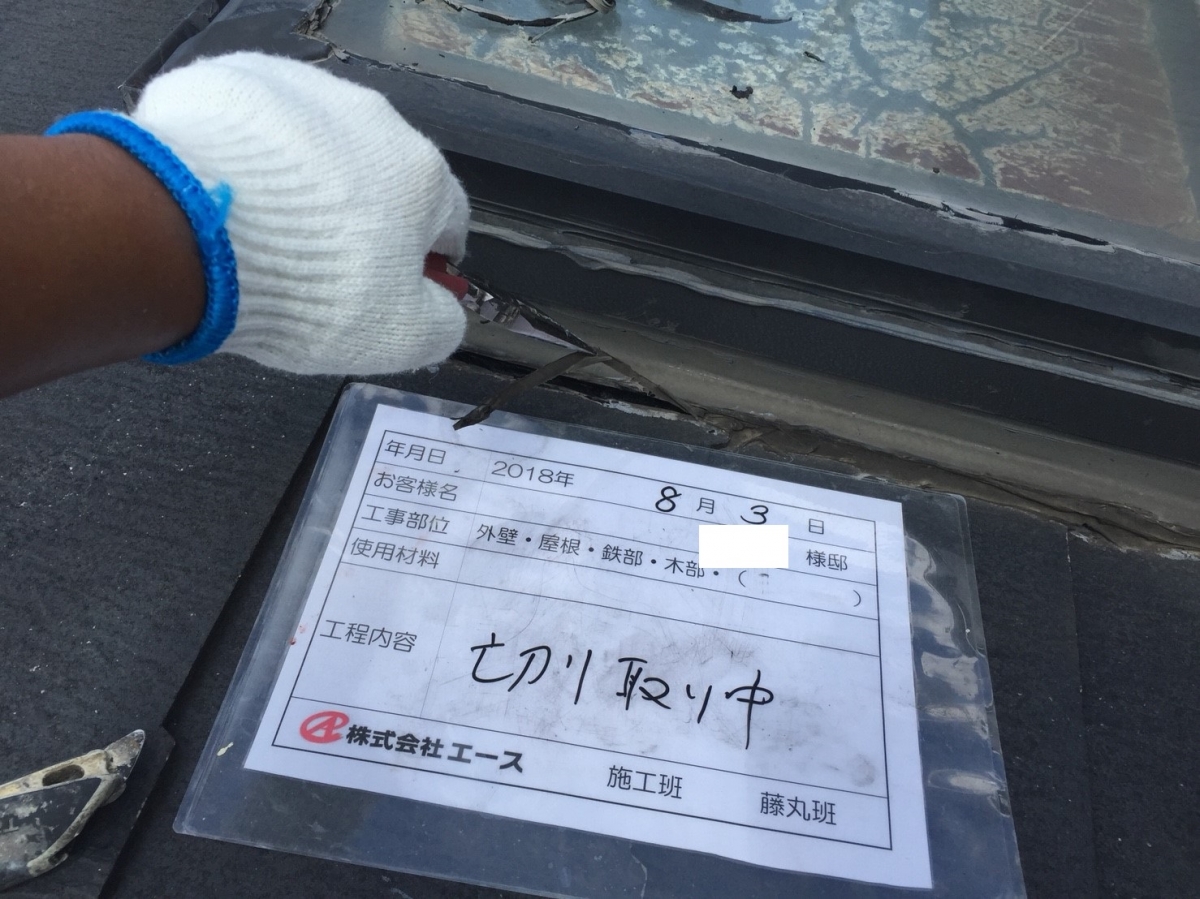 年月日 2018年 8月3日
お客様名 様邸
工事部位 外壁・屋根・鉄部・木部・( )
使用材料
工程内容 切り取り中
株式会社エース 施工班 藤丸班